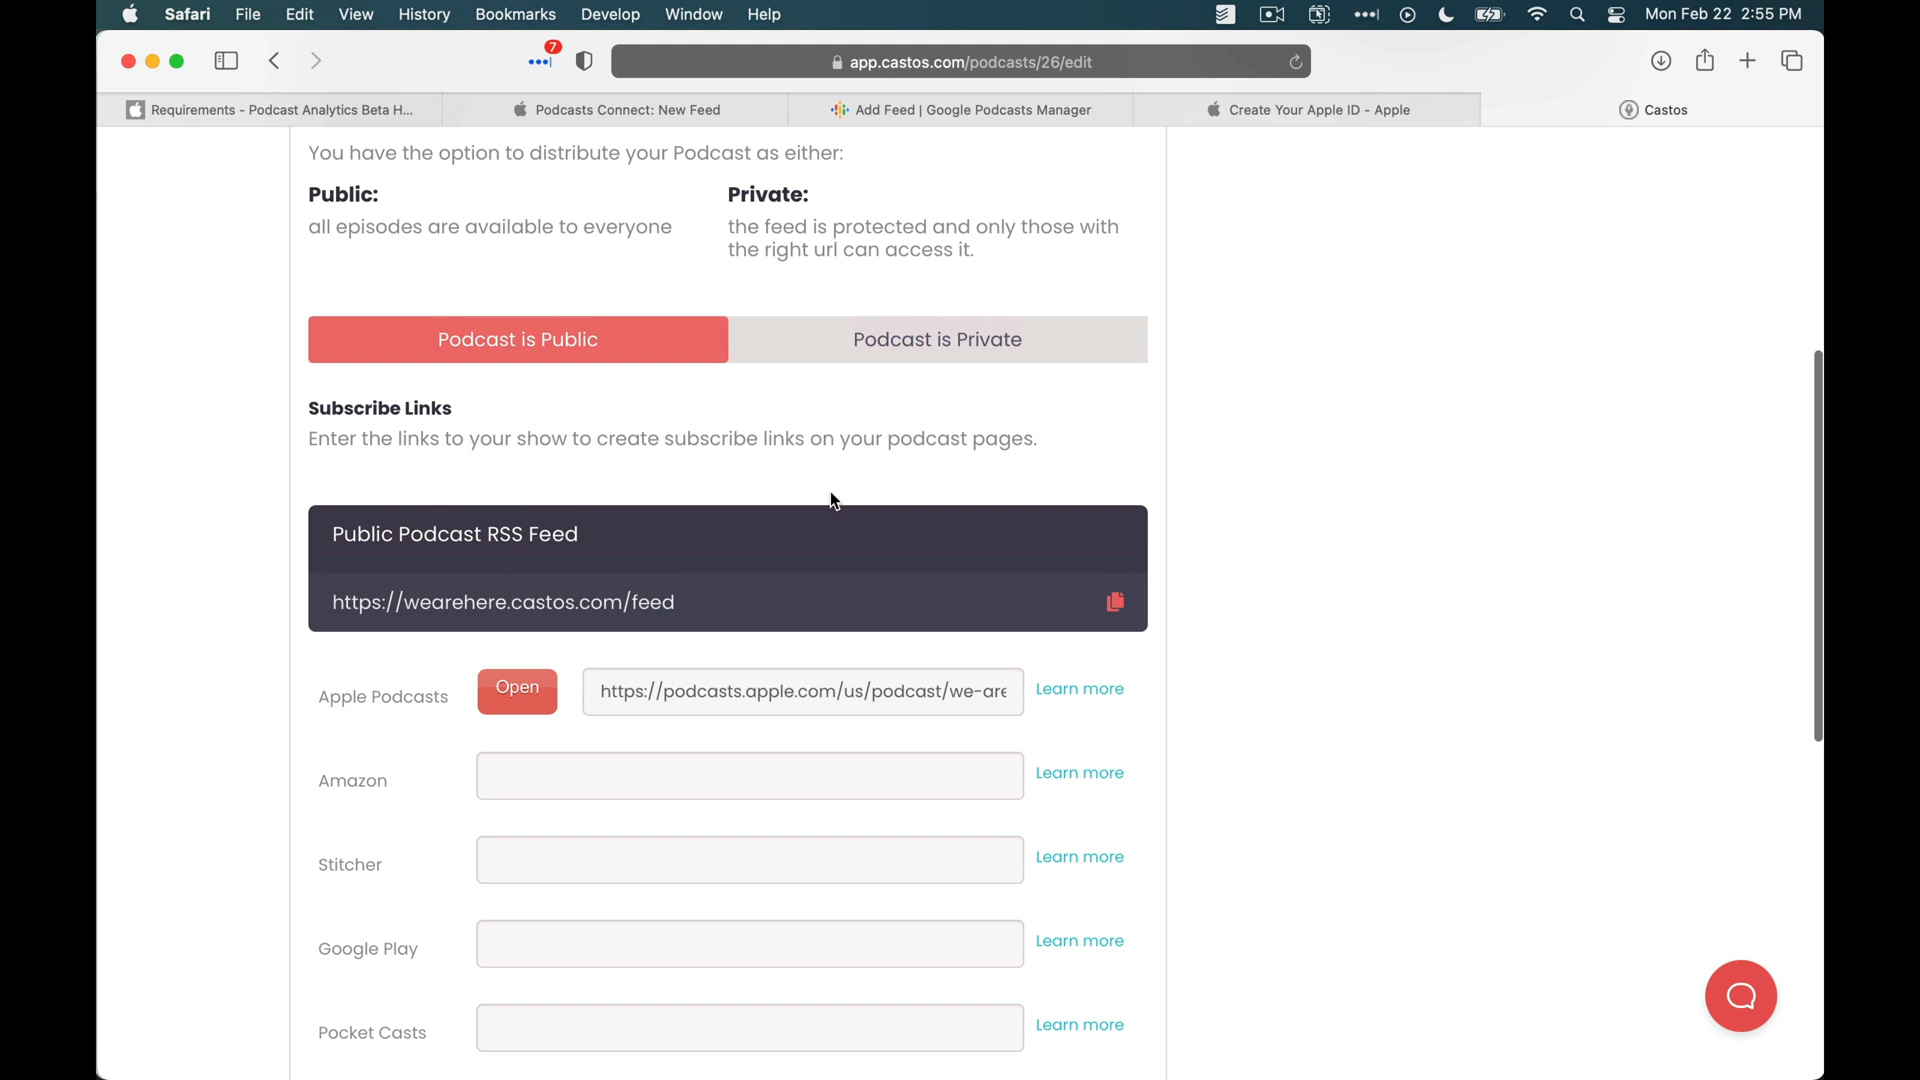 Safari File Edit View History Bookmarks Develop Window Help Mon Feb 22 2:55 PM
7
app.castos.com/podcasts/26/edit
Requirements - Podcast Analytics Beta H... Podcasts Connect: New Feed Add Feed | Google Podcasts Manager Create Your Apple ID - Apple Castos
You have the option to distribute your Podcast as either:
Public: Private:
all episodes are available to everyone the feed is protected and only those with
the right url can access it.
Podcast is Public Podcast is Private
Subscribe Links
Enter the links to your show to create subscribe links on your podcast pages.
Public Podcast RSS Feed
https://wearehere.castos.com/feed
Apple Podcasts Open https://podcasts.apple.com/us/podcast/we-are Learn more
Amazon Learn more
Stitcher Learn more
Google Play Learn more
Pocket Casts Learn more